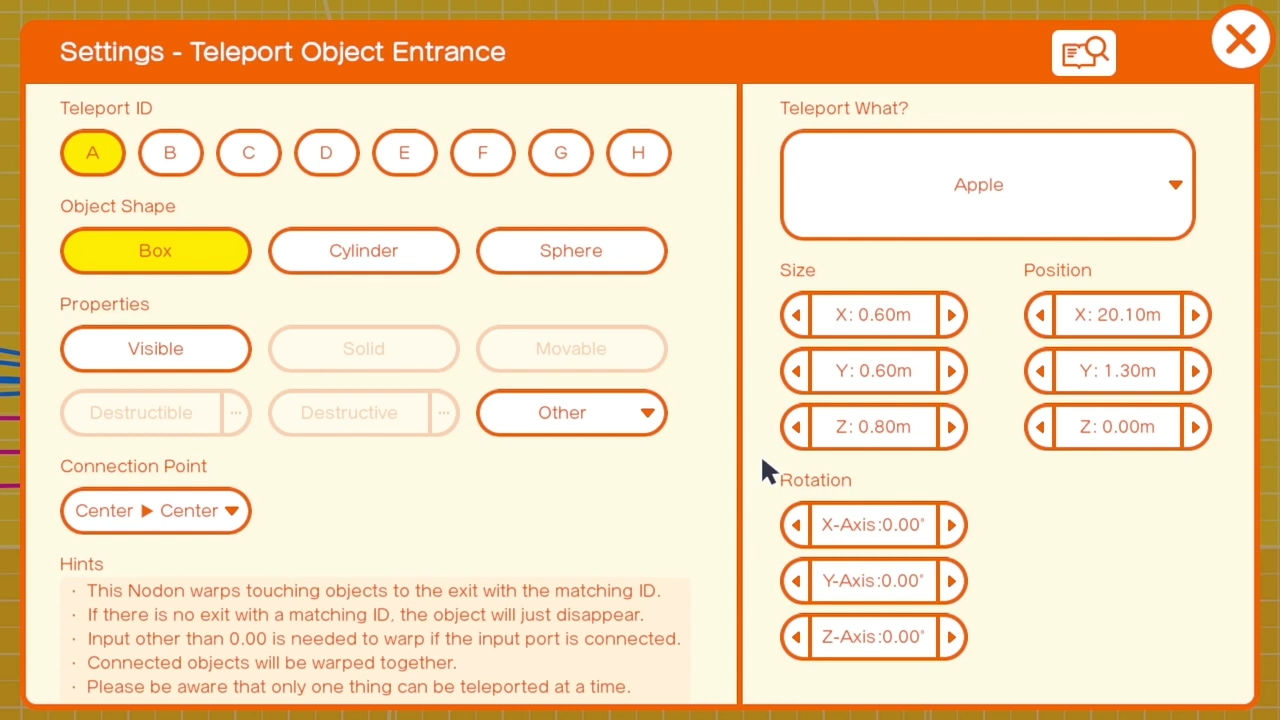 Settings - Teleport Object Entrance
Teleport ID
A B C D E F G H
Object Shape
Box Cylinder Sphere
Properties
Visible Solid Movable
Destructible ... Destructive ... Other
Connection Point
Center ▶ Center
Hints
· This Nodon warps touching objects to the exit with the matching ID.
· If there is no exit with a matching ID, the object will just disappear.
· Input other than 0.00 is needed to warp if the input port is connected.
· Connected objects will be warped together.
· Please be aware that only one thing can be teleported at a time.
Teleport What?
Apple
Size
X: 0.60m
Y: 0.60m
Z: 0.80m
Position
X: 20.10m
Y: 1.30m
Z: 0.00m
Rotation
X-Axis:0.00°
Y-Axis:0.00°
Z-Axis:0.00°